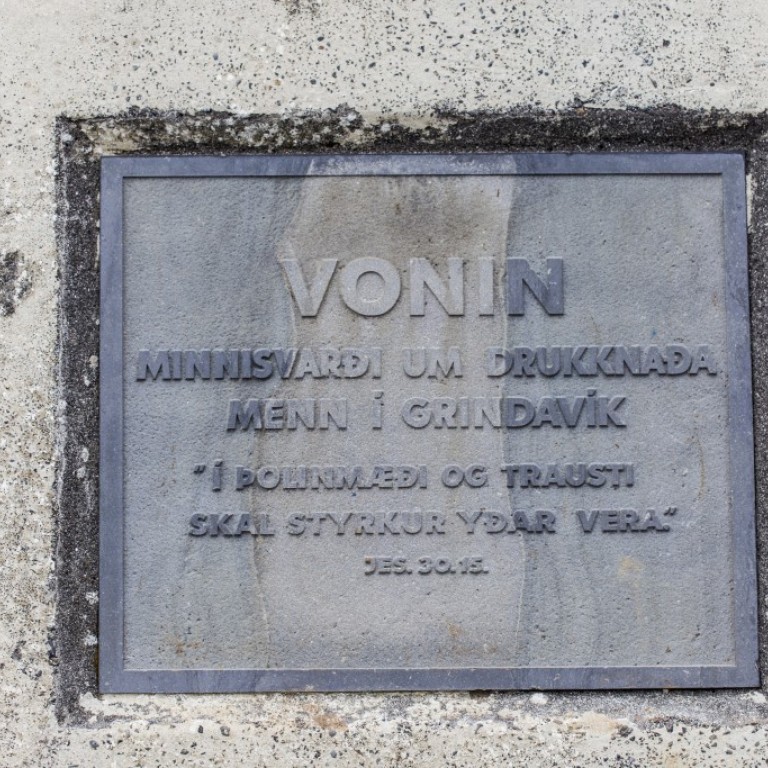 VONIN
MINNISVARÐI UM DRUKKNAÐA
MENN Í GRINDAVÍK
"Í ÞOLINMÆÐI OG TRAUSTI
SKAL STYRKUR YÐAR VERA."
JES. 30.15.